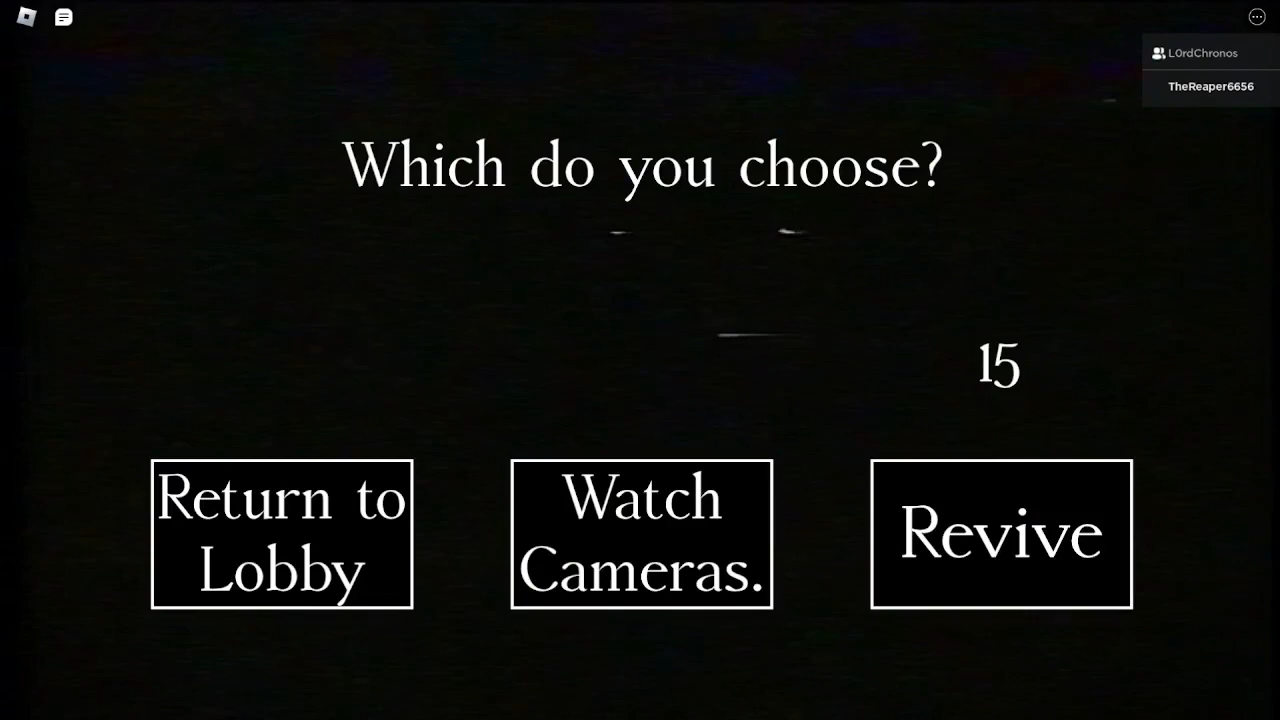 L0rdChronos
TheReaper6656
Which do you choose?
15
Return to
Lobby
Watch
Cameras.
Revive